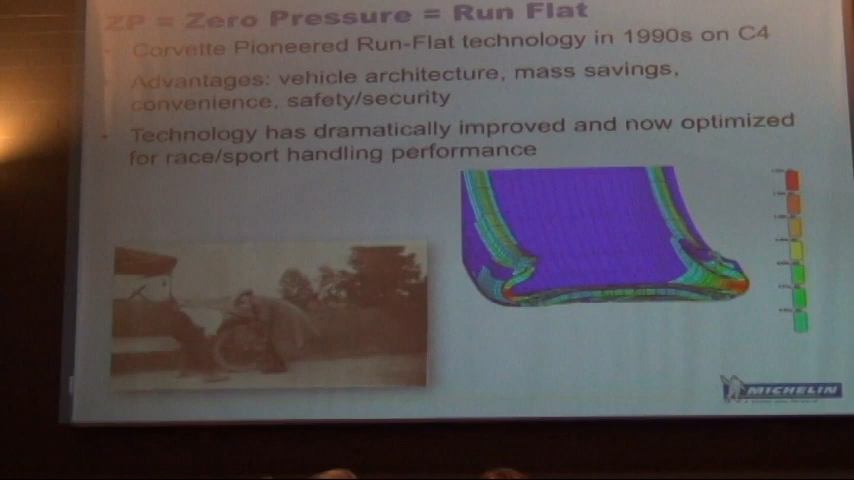 ZP = Zero Pressure = Run Flat
• Corvette Pioneered Run-Flat technology in 1990s on C4
• Advantages: vehicle architecture, mass savings,
convenience, safety/security
• Technology has dramatically improved and now optimized
for race/sport handling performance
MICHELIN